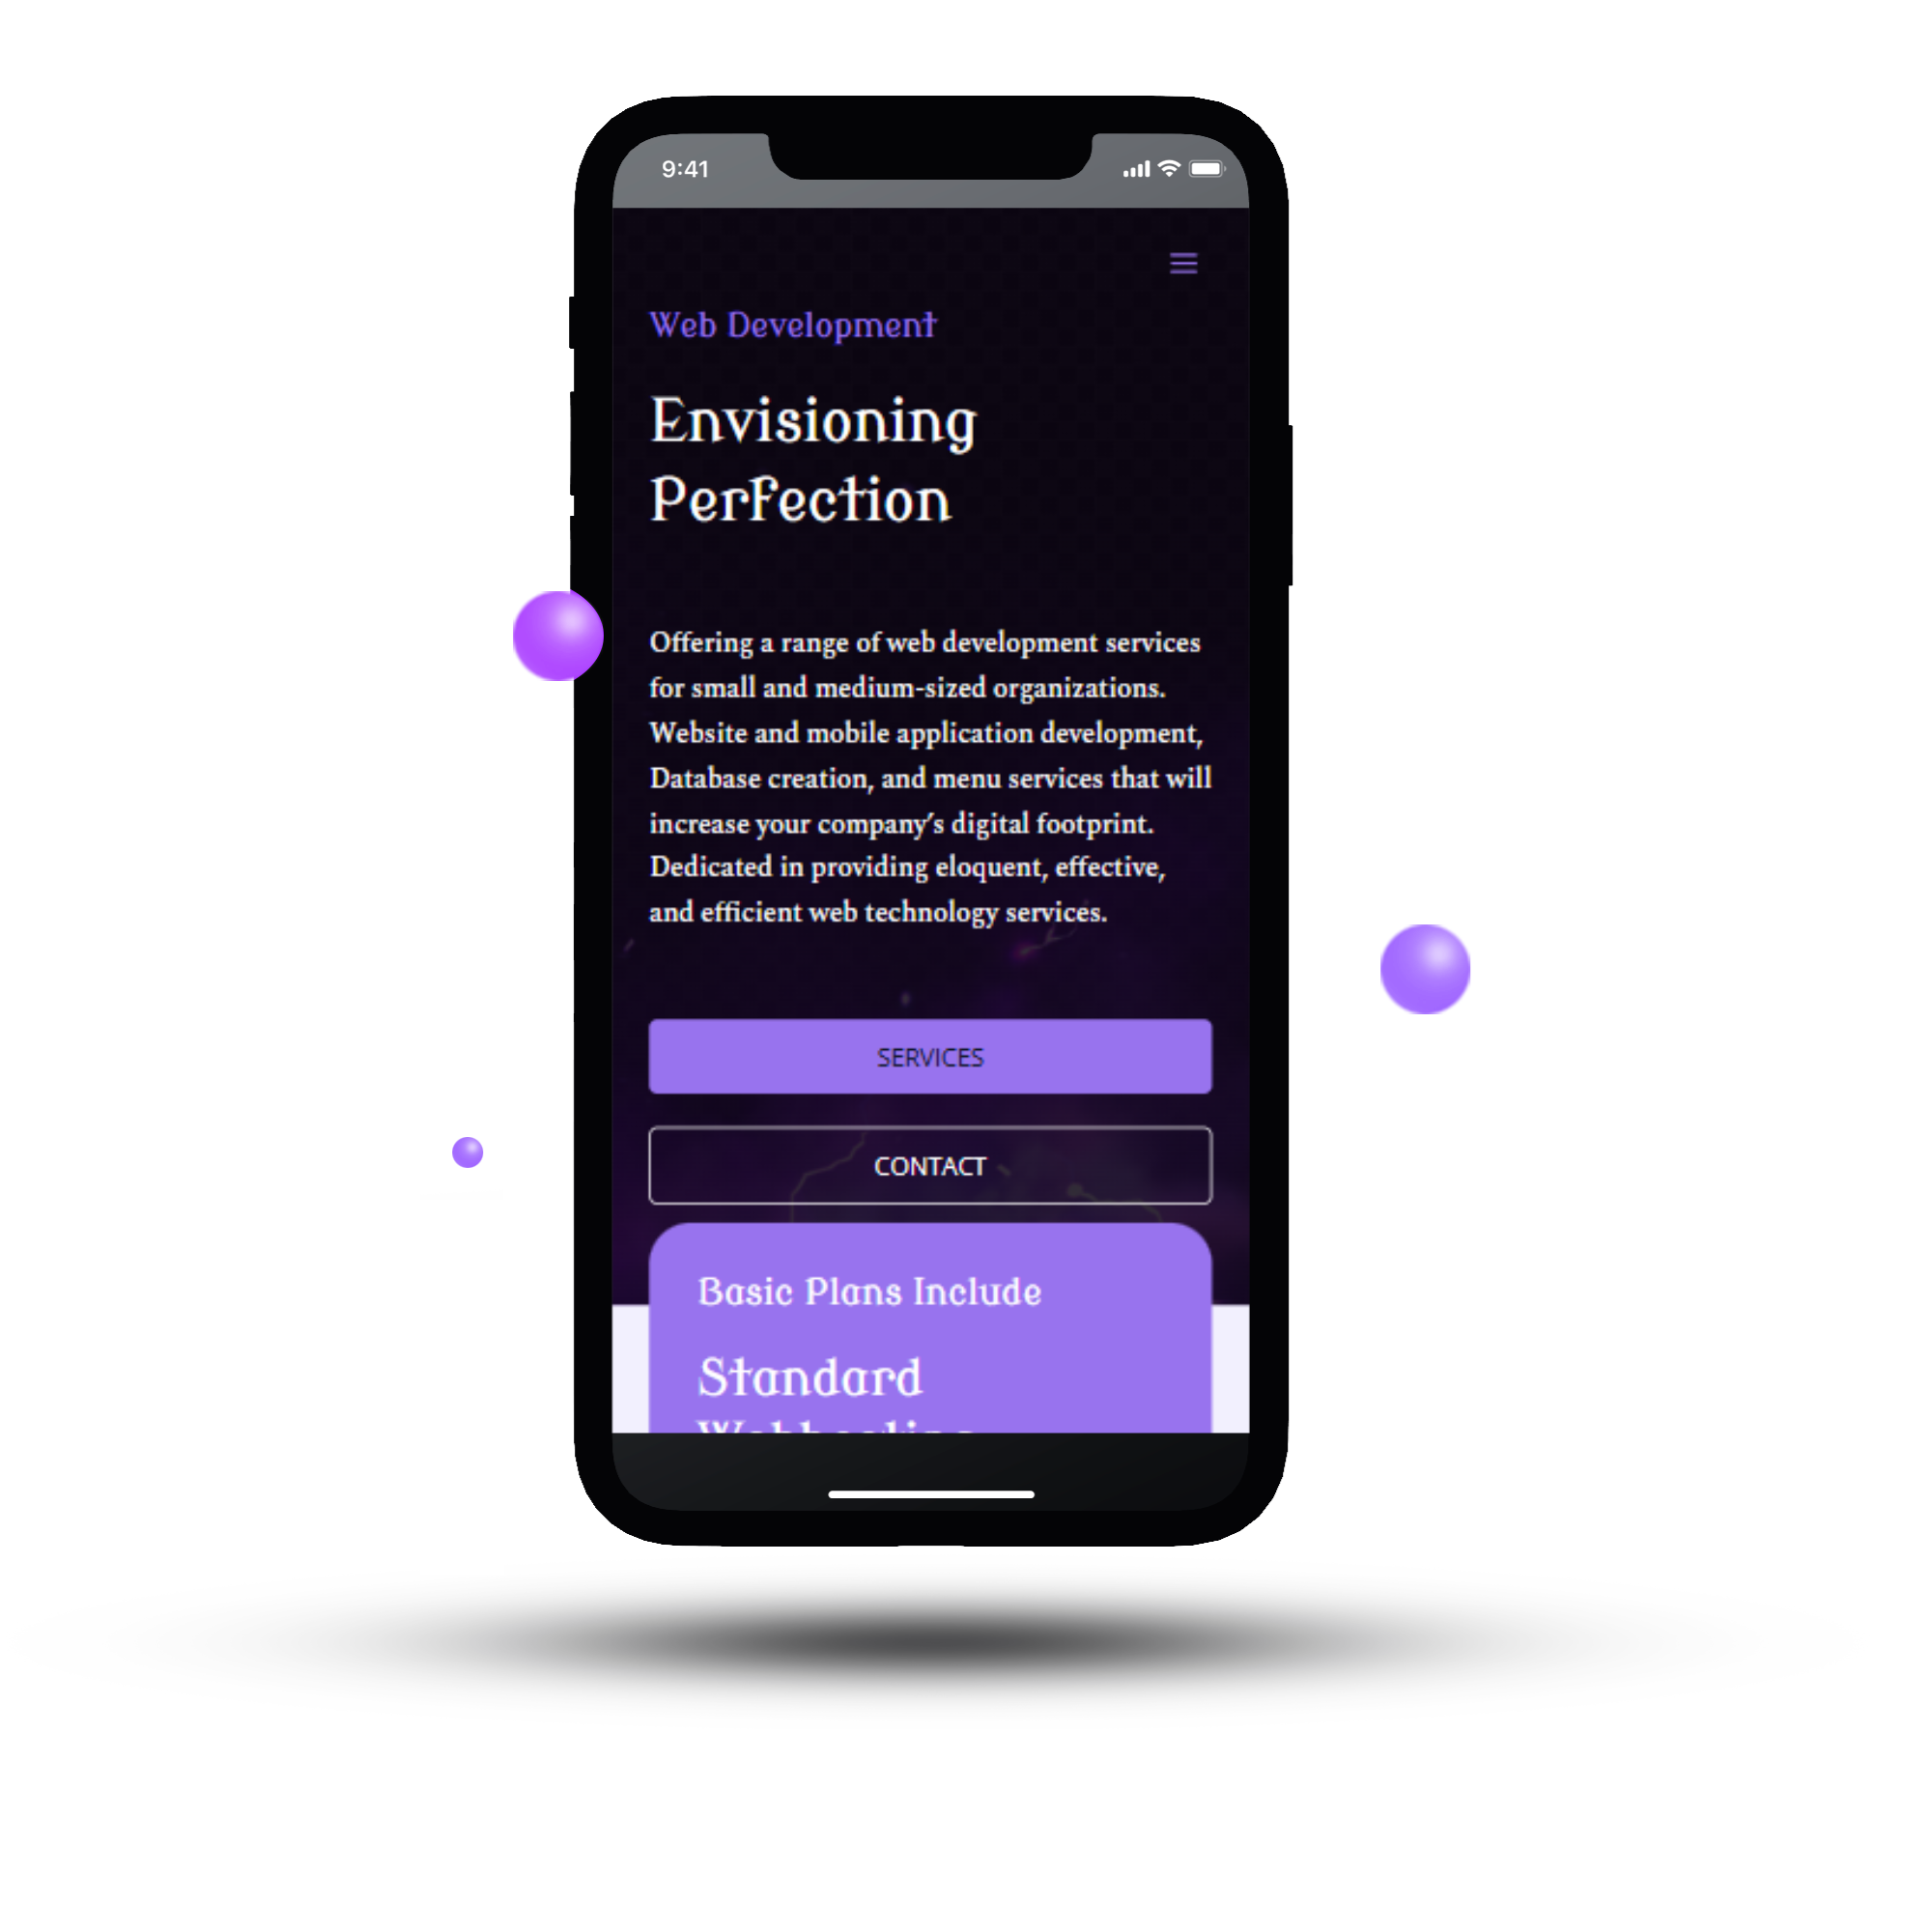 9:41
Web Development
Envisioning
Perfection
Offering a range of web development services
for small and medium-sized organizations.
Website and mobile application development,
Database creation, and menu services that will
increase your company’s digital footprint.
Dedicated in providing eloquent, effective,
and efficient web technology services.
SERVICES
CONTACT
Basic Plans Include
Standard